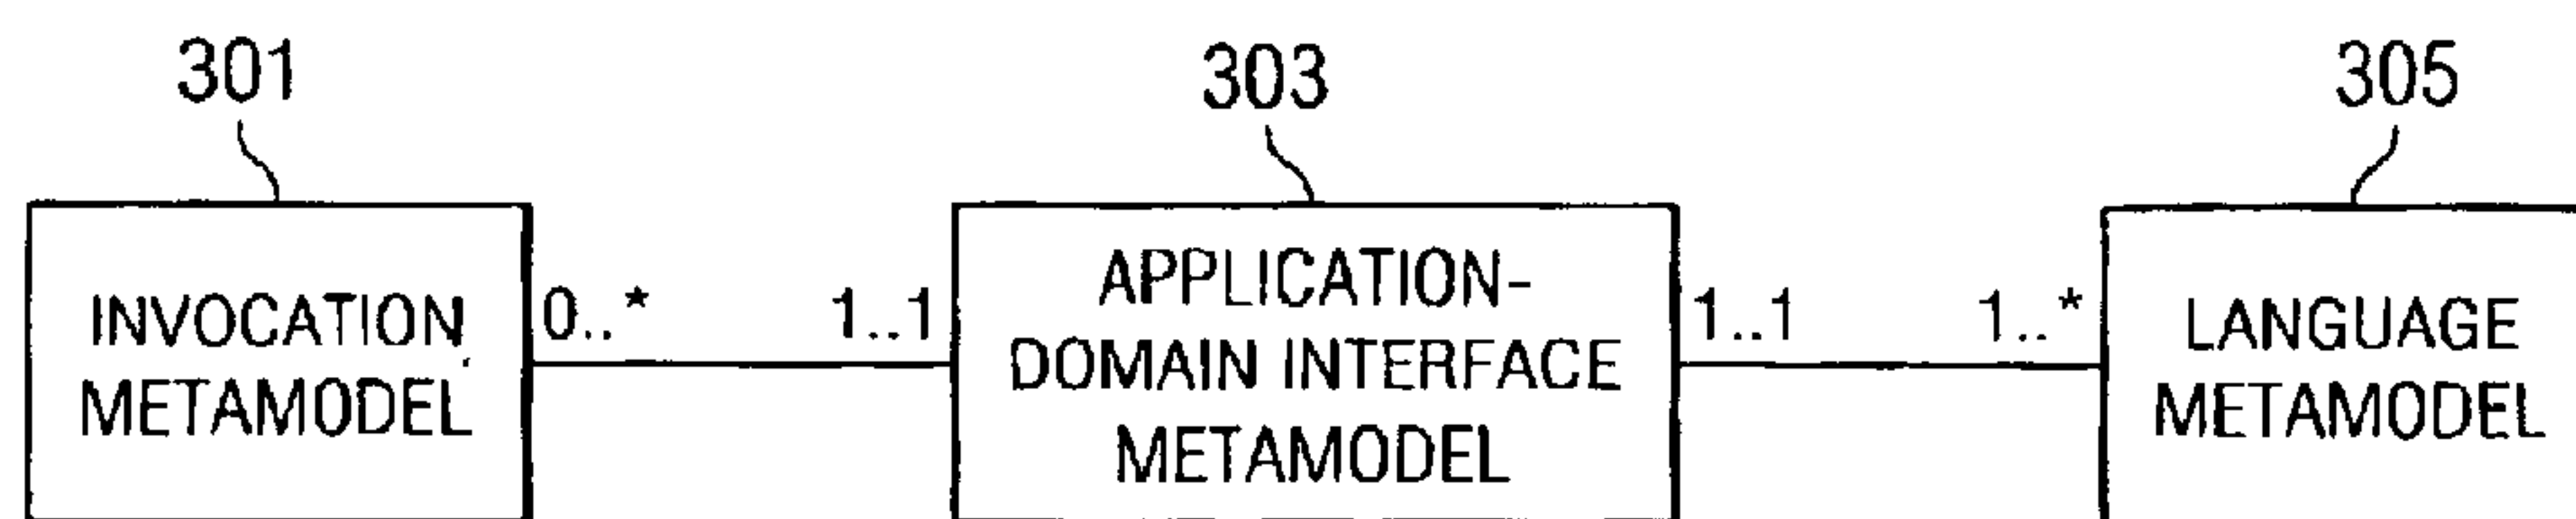 301
303
305
INVOCATION
METAMODEL
0..*
1..1
APPLICATION-
DOMAIN INTERFACE
METAMODEL
1..1
1..*
LANGUAGE
METAMODEL